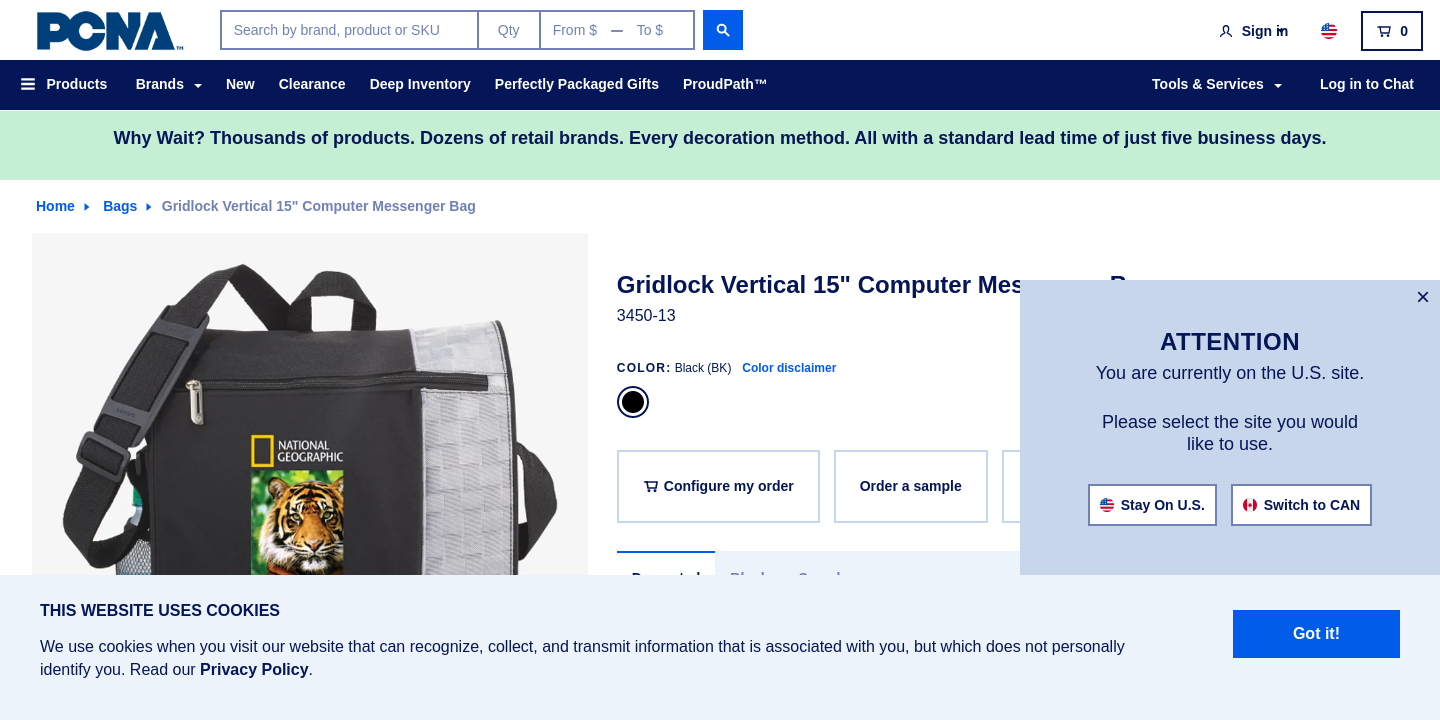 PCNA™
Search by brand, product or SKU
Qty
From $ — To $
Sign in
0
Products
Brands
New
Clearance
Deep Inventory
Perfectly Packaged Gifts
ProudPath™
Tools & Services
Log in to Chat
Why Wait? Thousands of products. Dozens of retail brands. Every decoration method. All with a standard lead time of just five business days.
Home
Bags
Gridlock Vertical 15" Computer Messenger Bag
NATIONAL
GEOGRAPHIC
Gridlock Vertical 15" Computer
3450-13
COLOR: Black (BK) Color disclaimer
Configure my order
Order a sample
×
ATTENTION
You are currently on the U.S. site.
Please select the site you would
like to use.
Stay On U.S.
Switch to CAN
THIS WEBSITE USES COOKIES
We use cookies when you visit our website that can recognize, collect, and transmit information that is associated with you, but which does not personally
identify you. Read our Privacy Policy.
Got it!